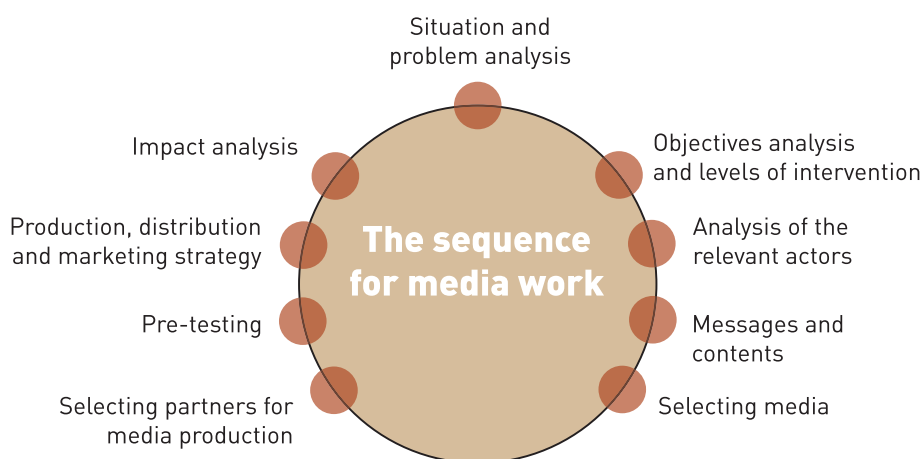 Situation and
problem analysis
Objectives analysis
and levels of intervention
Analysis of the
relevant actors
Messages and
contents
Selecting media
Selecting partners for
media production
Pre-testing
Production, distribution
and marketing strategy
Impact analysis
The sequence
for media work